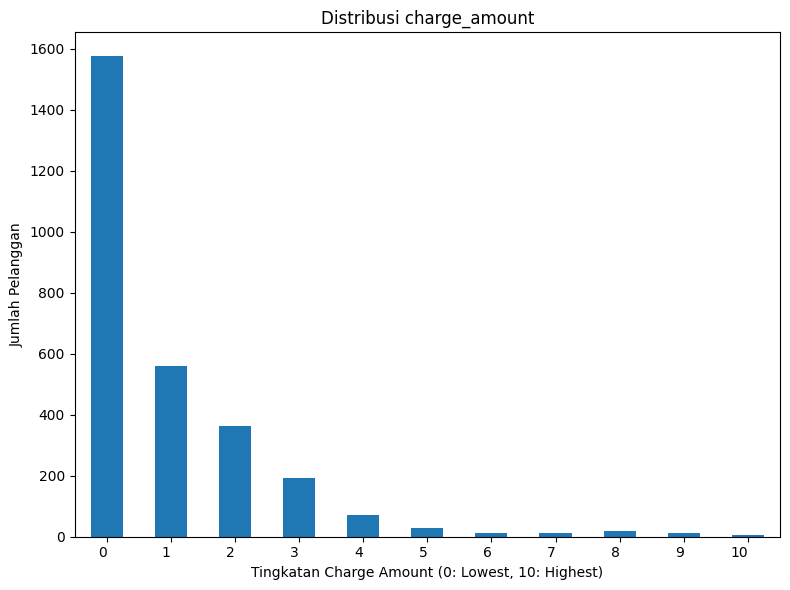 Distribusi charge_amount
1600
1400
1200
1000
800
600
400
200
0
Jumlah Pelanggan
0 1 2 3 4 5 6 7 8 9 10
Tingkatan Charge Amount (0: Lowest, 10: Highest)